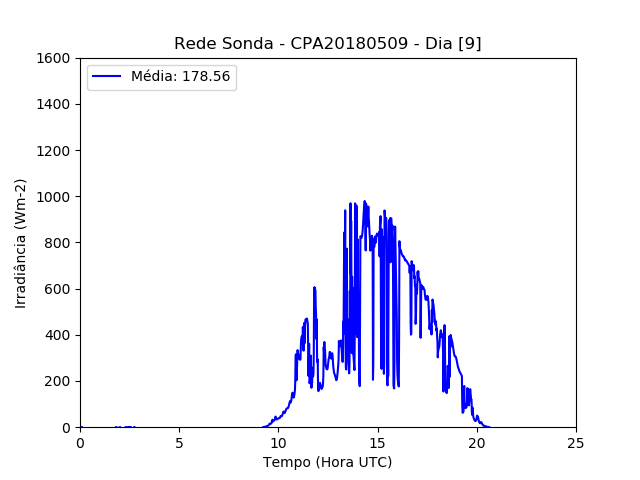 Rede Sonda - CPA20180509 - Dia [9]
Média: 178.56
1600
1400
1200
1000
800
600
400
200
0
Irradiância (Wm-2)
0 5 10 15 20 25
Tempo (Hora UTC)